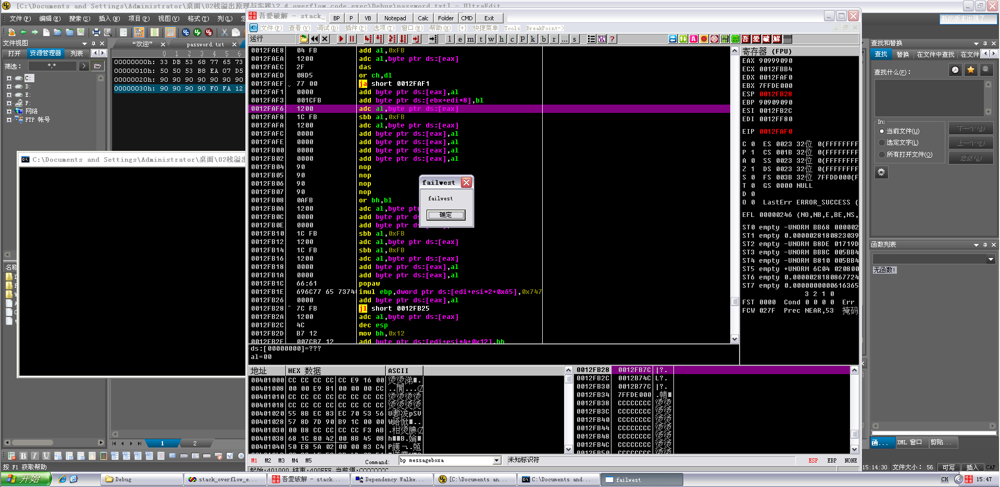 [C:\Documents and Settings\Administrator\桌面\02栈溢出原理与实践\2_4_overflow_code_exec\Debug\password.txt] - UltraEdit
文件(F) 编辑(E) 搜索(S) 插入(N) 项目(P) 视图(V) 格式(T) 列(L) 宏
新的版本出现了
文件视图
打开 资源管理器 列表
筛选： *.*
C:
D:
E:
F:
网络
FTP 帐号
“欢迎” password.txt
0 1 2 3 4 5 6
00000000h: 33 DB 53 68 77 65 73
00000010h: 50 50 53 B8 EA 07 D5
00000020h: 90 90 90 90 90 90 90
00000030h: 90 90 90 90 F0 FA 12
C:\Documents and Settings\Administrator\桌面\02栈溢出
吾愛破解 - stack_
BP P VB Notepad Calc Folder CMD Exit
文件(F) 查看(V) 调试(D) 插件(P) 选项(T) 窗口(W) 帮助(H) [+] 快捷菜单 Tools BreakPoint->
运行
l e m t w h c p k b r ... s
吾 爱 破 解
0012FAE8 04 FB add al,0xFB
0012FAEA 1200 adc al,byte ptr ds:[eax]
0012FAEC 2F das
0012FAED 08D5 or ch,dl
0012FAEF 77 00 ja short 0012FAF1
0012FAF1 0000 add byte ptr ds:[eax],al
0012FAF3 001CFB add byte ptr ds:[ebx+edi*8],bl
0012FAF6 1200 adc al,byte ptr ds:[eax]
0012FAF8 1C FB sbb al,0xFB
0012FAFA 1200 adc al,byte ptr ds:[eax]
0012FAFC 0000 add byte ptr ds:[eax],al
0012FAFE 0000 add byte ptr ds:[eax],al
0012FB00 0000 add byte ptr ds:[eax],al
0012FB02 0000 add byte ptr ds:[eax],al
0012FB04 90 nop
0012FB05 90 nop
0012FB06 90 nop
0012FB07 90 nop
0012FB08 0AFB or bh,bl
0012FB0A 1200 adc al,byte ptr
0012FB0C 0000 add byte ptr ds
0012FB0E 0000 add byte ptr ds
0012FB10 1C FB sbb al,0xFB
0012FB12 1200 adc al,byte ptr ds:[eax]
0012FB14 1C FB sbb al,0xFB
0012FB16 1200 adc al,byte ptr ds:[eax]
0012FB18 0000 add byte ptr ds:[eax],al
0012FB1A 0000 add byte ptr ds:[eax],al
0012FB1C 66:61 popaw
0012FB1E 696C77 65 7374 imul ebp,dword ptr ds:[edi+esi*2+0x65],0x747
0012FB26 0000 add byte ptr ds:[eax],al
0012FB28 7C FB jl short 0012FB25
0012FB2A 1200 adc al,byte ptr ds:[eax]
0012FB2C 4C dec esp
0012FB2D B7 12 mov bh,0x12
0012FB2F 007CB7 12 add byte ptr ds:[edi+esi*4+0x12],bh
failwest
failwest
确定
ds:[00000000]=???
al=00
寄存器 (FPU)
EAX 90999090
ECX 0012FBB4
EDX 0012FAF0
EBX 7FFDE000
ESP 0012FB28
EBP 90909090
ESI 0012FB2C
EDI 0012FF80
EIP 0012FAF0
C 0 ES 0023 32位 0(FFFFFFFF
P 1 CS 001B 32位 0(FFFFFFFF
A 0 SS 0023 32位 0(FFFFFFFF
Z 1 DS 0023 32位 0(FFFFFFFF
S 0 FS 003B 32位 7FFDD000(F
T 0 GS 0000 NULL
D 0
O 0 LastErr ERROR_SUCCESS (
EFL 00000246 (NO,NB,E,BE,NS,
ST0 empty -UNORM BB68 000002
ST1 empty 0.0000028180823039
ST2 empty -UNORM B8DE 01719D
ST3 empty -UNORM BB8C 005BB4
ST4 empty -UNORM B810 005BB4
ST5 empty +UNORM 6C04 020800
ST6 empty 0.0000028180867724
ST7 empty 0.0000000000616365
3 2 1 0
FST 0000 Cond 0 0 0 0 Err
FCW 027F Prec NEAR,53 掩码
地址 HEX 数据 ASCII
00401000 CC CC CC CC CC E9 16 00
00401008 00 00 E9 81 00 00 00 CC
00401010 CC CC CC CC CC CC CC CC 烫烫烫烫
00401018 CC CC CC CC CC CC CC CC 烫烫烫烫
00401020 55 8B EC 83 EC 70 53 56
00401028 57 8D 7D 90 B9 1C 00 00
00401030 00 B8 CC CC CC CC F3 AB
00401038 68 1C 80 42 00 8B 45 08
00401040 50 E8 5A 02 00 00 83 C4
0012FB28 0012FB7C |?.
0012FB2C 0012B74C L?.
0012FB30 0012B77C |?.
0012FB34 7FFDE000
0012FB38 CCCCCCCC 烫烫
0012FB3C CCCCCCCC 烫烫
0012FB40 CCCCCCCC 烫烫
0012FB44 CCCCCCCC 烫烫
0012FB48 CCCCCCCC 烫烫
0012FB4C CCCCCCCC 烫烫
0012FB50 CCCCCCCC 烫烫
M1 M2 M3 M4 M5 Command: bp messageboxa 未知标识符 ESP EBP NONE
起始:401000 结束:400FFF 当前值:CCCCCCCC
查找和替换
查找 替换 在文件中查找 在文件
查找什么(F):
In:
当前文件(U)
选定文字(L)
所有打开文件(O)
下一个(N)
上一个(P)
总数(A)
函数列表
无函数!
函... XML 窗口 剪贴...
名称
1 2
B I U
按 F1 获取帮助
15:14:30 文件大小: 56 可写 插入 CAP
开始 Debug stack_overflow_e... 吾愛破解 - stack... Dependency Walke... [C:\Documents an... C:\Documents and... failwest CH 15:47